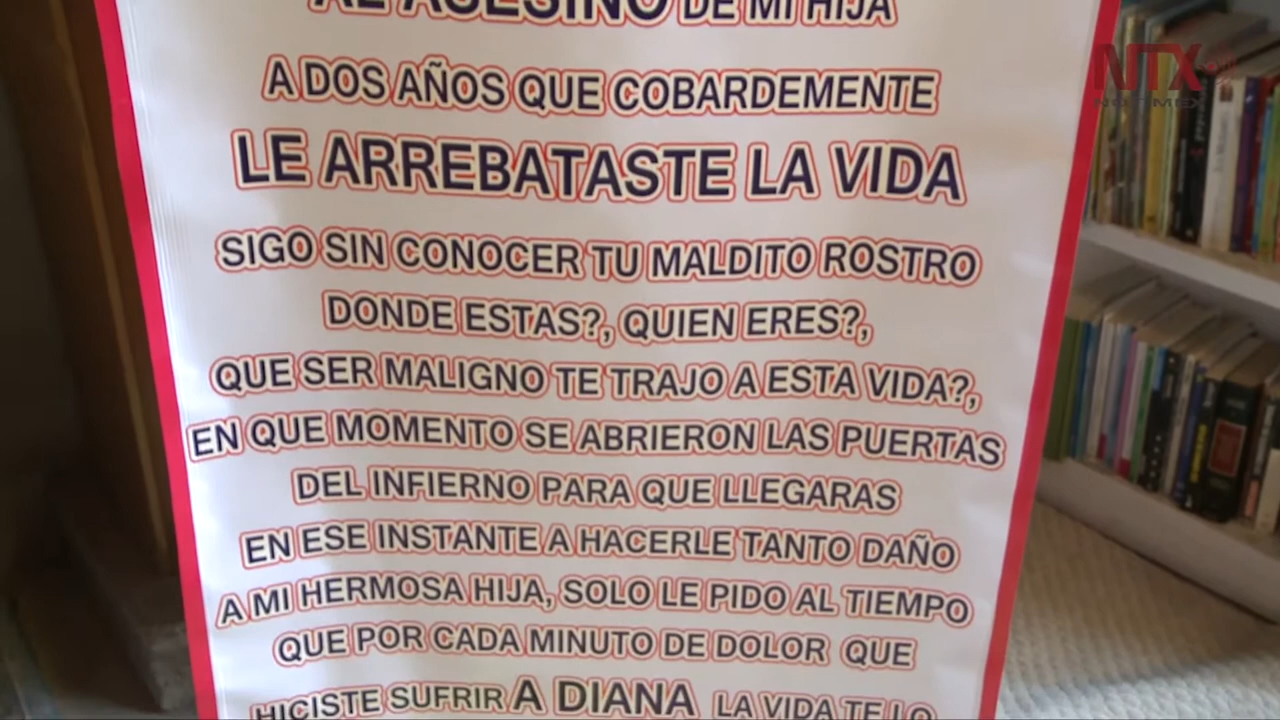 AL ASESINO DE MI HIJA
A DOS AÑOS QUE COBARDEMENTE
LE ARREBATASTE LA VIDA
SIGO SIN CONOCER TU MALDITO ROSTRO
DONDE ESTAS?, QUIEN ERES?,
QUE SER MALIGNO TE TRAJO A ESTA VIDA?,
EN QUE MOMENTO SE ABRIERON LAS PUERTAS
DEL INFIERNO PARA QUE LLEGARAS
EN ESE INSTANTE A HACERLE TANTO DAÑO
A MI HERMOSA HIJA, SOLO LE PIDO AL TIEMPO
QUE POR CADA MINUTO DE DOLOR QUE
HICISTE SUFRIR A DIANA LA VIDA TE LO
NTX
NOTIMEX